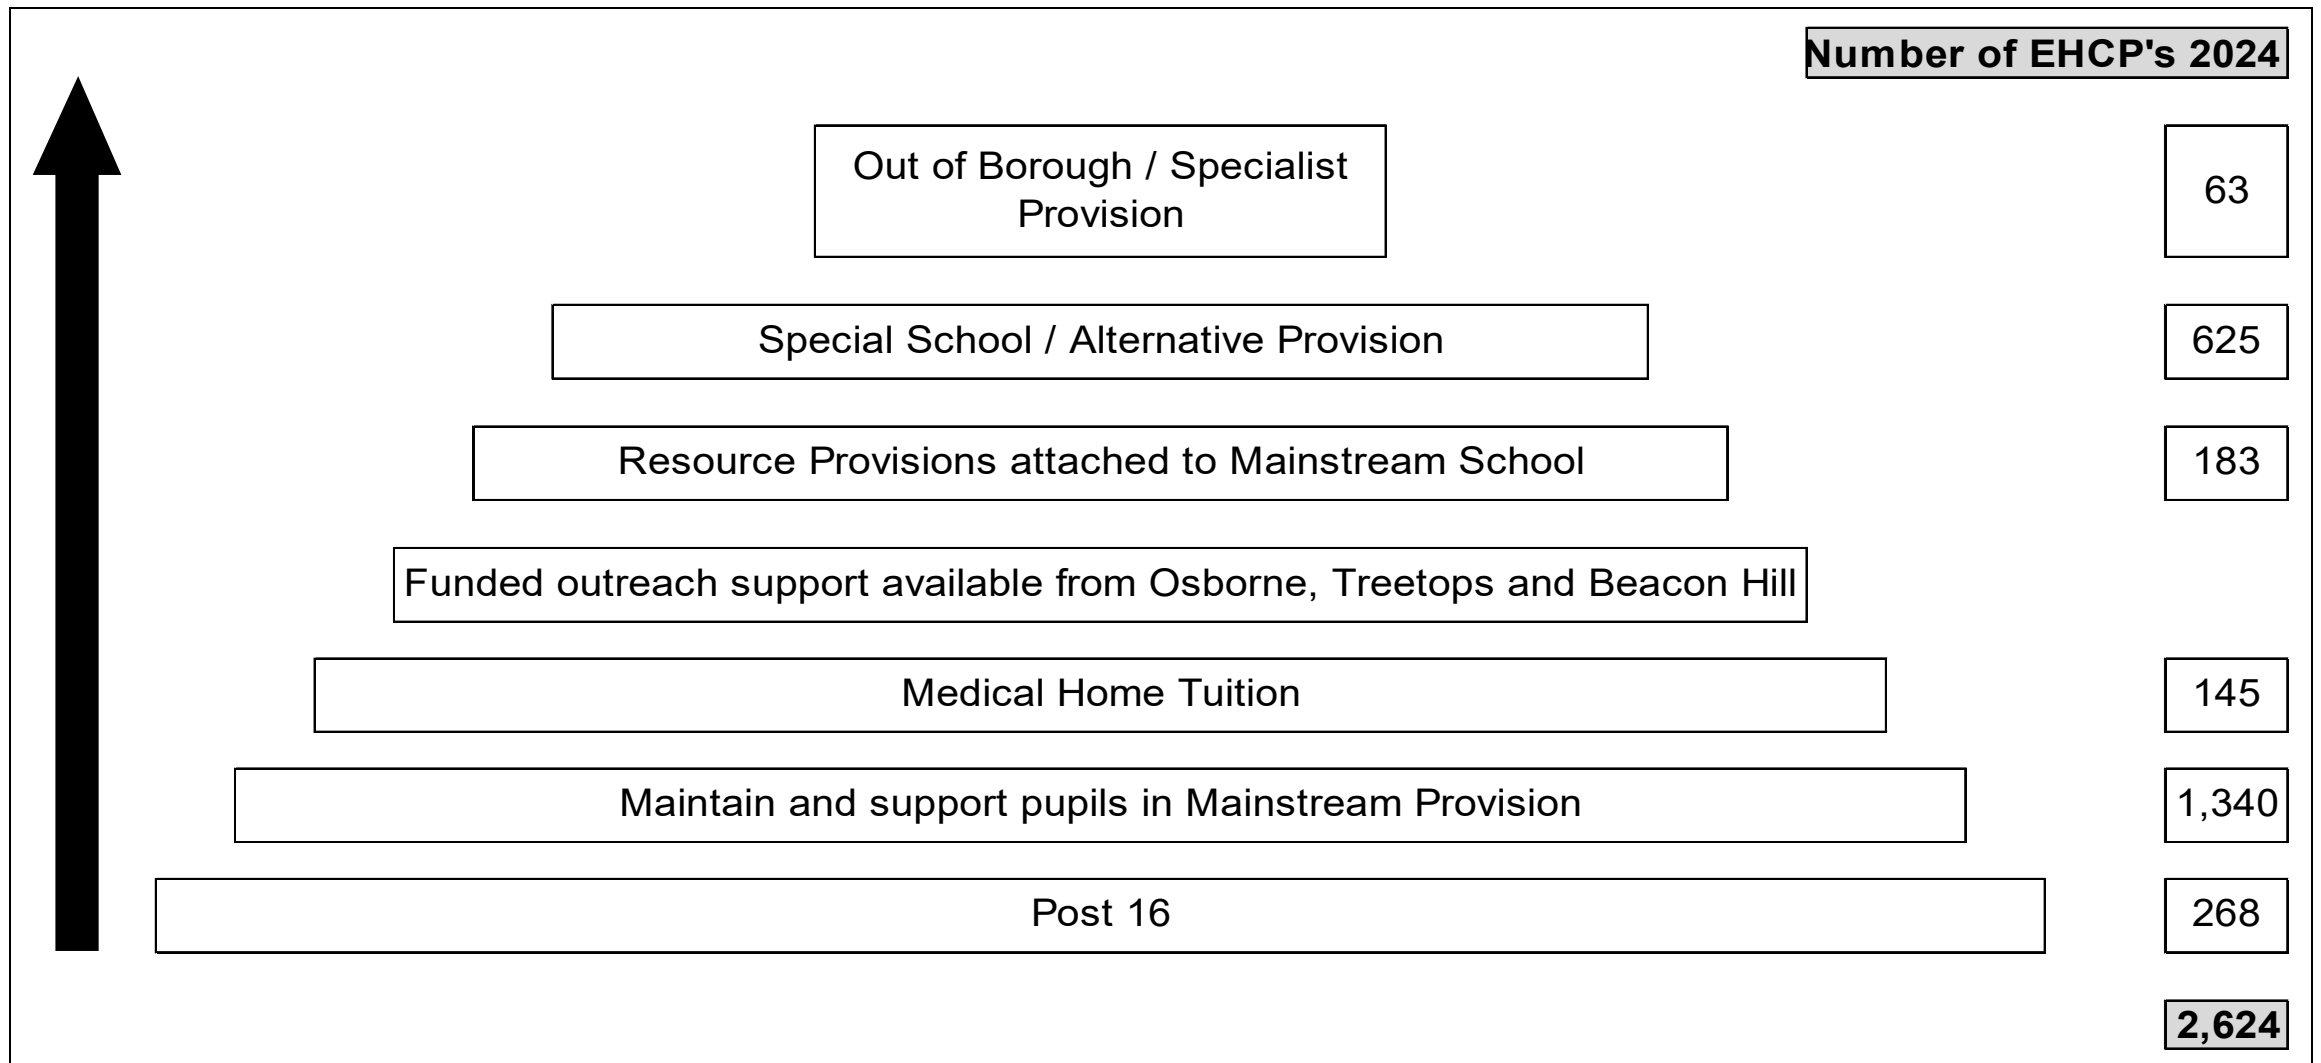 Number of EHCP's 2024
Out of Borough / Specialist
Provision
63
Special School / Alternative Provision
625
Resource Provisions attached to Mainstream School
183
Funded outreach support available from Osborne, Treetops and Beacon Hill
Medical Home Tuition
145
Maintain and support pupils in Mainstream Provision
1,340
Post 16
268
2,624